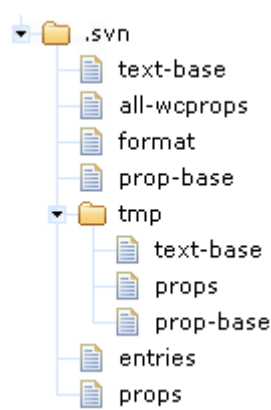 .svn
text-base
all-wcprops
format
prop-base
tmp
text-base
props
prop-base
entries
props